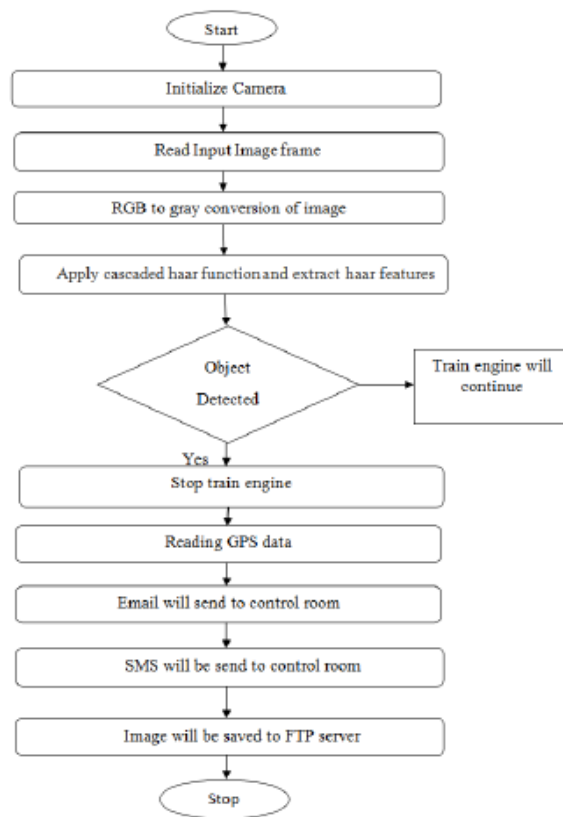 Start
Initialize Camera
Read Input Image frame
RGB to gray conversion of image
Apply cascaded haar function and extract haar features
Object
Detected
Train engine will
continue
Yes
Stop train engine
Reading GPS data
Email will send to control room
SMS will be send to control room
Image will be saved to FTP server
Stop